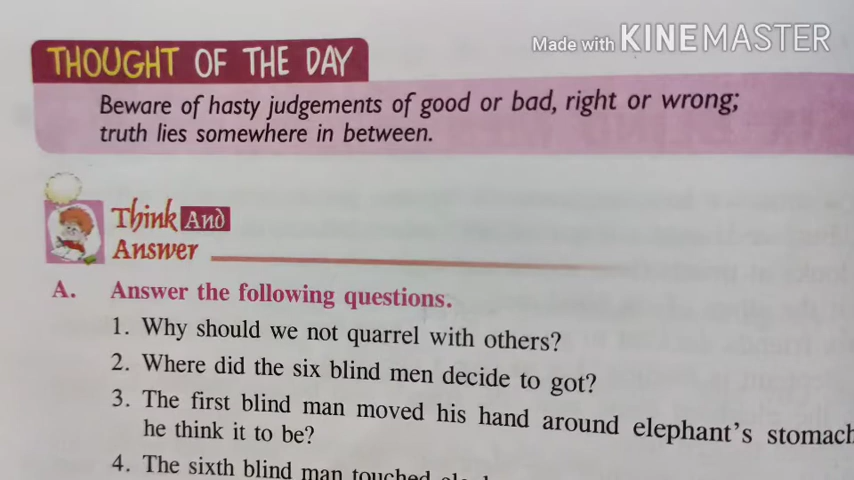 Made with KINEMASTER
THOUGHT OF THE DAY
Beware of hasty judgements of good or bad, right or wrong;
truth lies somewhere in between.
Think And
Answer
A. Answer the following questions.
1. Why should we not quarrel with others?
2. Where did the six blind men decide to got?
3. The first blind man moved his hand around elephant's stomach
he think it to be?
4. The sixth blind man touched